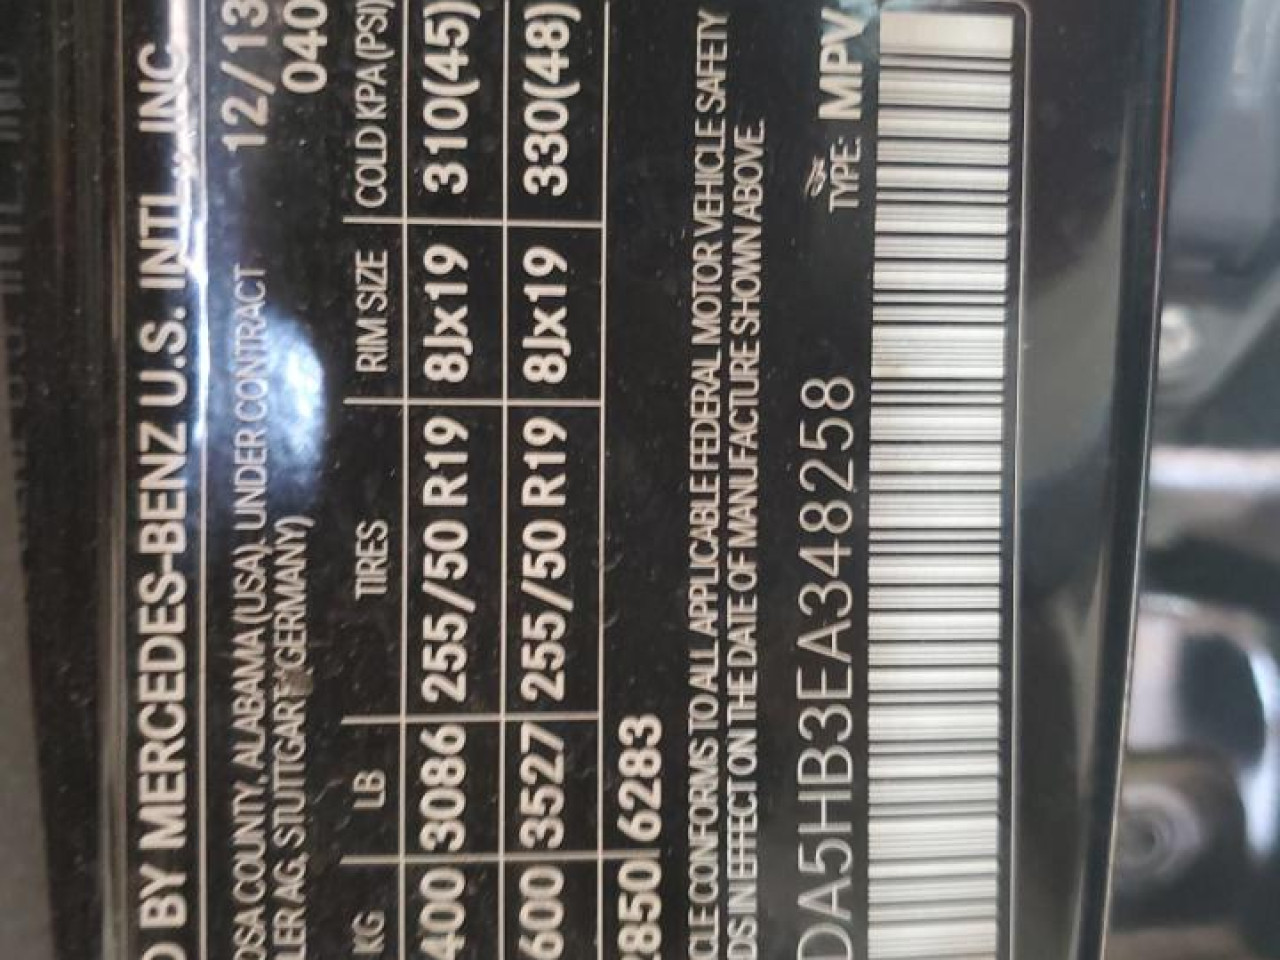 D BY MERCEDES-BENZ U.S. INTL., INC
OSA COUNTY, ALABAMA (USA), UNDER CONTRACT 12/13
LER AG, STUTTGART (GERMANY) 040
KG LB TIRES RIM SIZE COLD KPA (PSI)
400 3086 255/50 R19 8Jx19 310(45)
600 3527 255/50 R19 8Jx19 330(48)
2850 6283
CLE CONFORMS TO ALL APPLICABLE FEDERAL MOTOR VEHICLE SAFETY
DS IN EFFECT ON THE DATE OF MANUFACTURE SHOWN ABOVE.
DA5HB3EA348258 TYPE: MPV